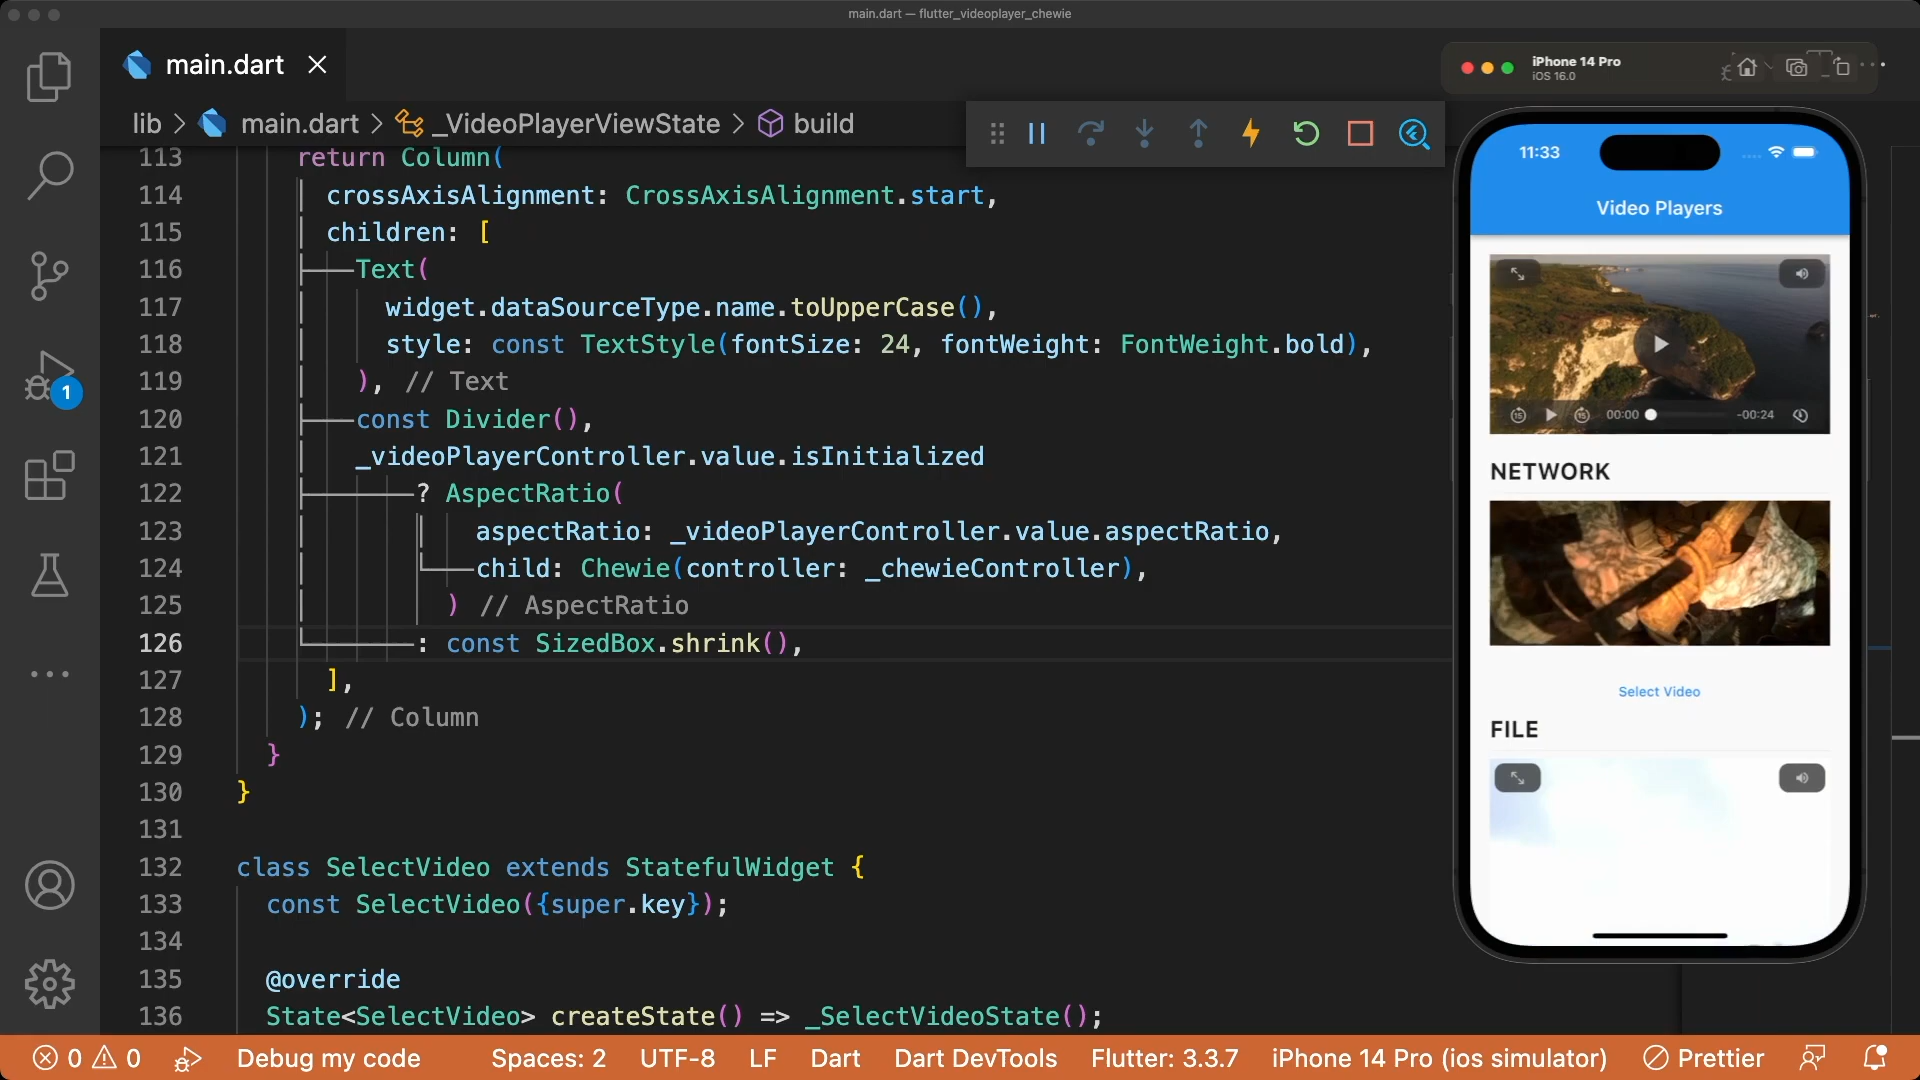 main.dart — flutter_videoplayer_chewie
main.dart
lib > main.dart > _VideoPlayerViewState > build
113 return Column(
114 crossAxisAlignment: CrossAxisAlignment.start,
115 children: [
116 Text(
117 widget.dataSourceType.name.toUpperCase(),
118 style: const TextStyle(fontSize: 24, fontWeight: FontWeight.bold),
119 ), // Text
120 const Divider(),
121 _videoPlayerController.value.isInitialized
122 ? AspectRatio(
123 aspectRatio: _videoPlayerController.value.aspectRatio,
124 child: Chewie(controller: _chewieController),
125 ) // AspectRatio
126 : const SizedBox.shrink(),
127 ],
128 ); // Column
129 }
130 }
131
132 class SelectVideo extends StatefulWidget {
133 const SelectVideo({super.key});
134
135 @override
136 State<SelectVideo> createState() => _SelectVideoState();
1
iPhone 14 Pro
iOS 16.0
11:33
Video Players
15 15 00:00 -00:24
NETWORK
Select Video
FILE
0 0 Debug my code Spaces: 2 UTF-8 LF Dart Dart DevTools Flutter: 3.3.7 iPhone 14 Pro (ios simulator) Prettier